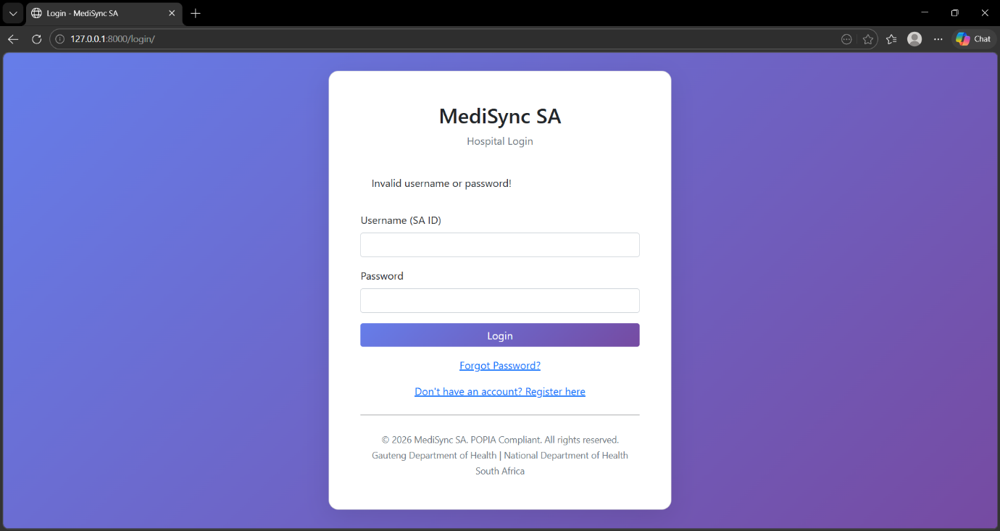 Login - MediSync SA
127.0.0.1:8000/login/
Chat
MediSync SA
Hospital Login
Invalid username or password!
Username (SA ID)
Password
Login
Forgot Password?
Don't have an account? Register here
© 2026 MediSync SA. POPIA Compliant. All rights reserved.
Gauteng Department of Health | National Department of Health
South Africa